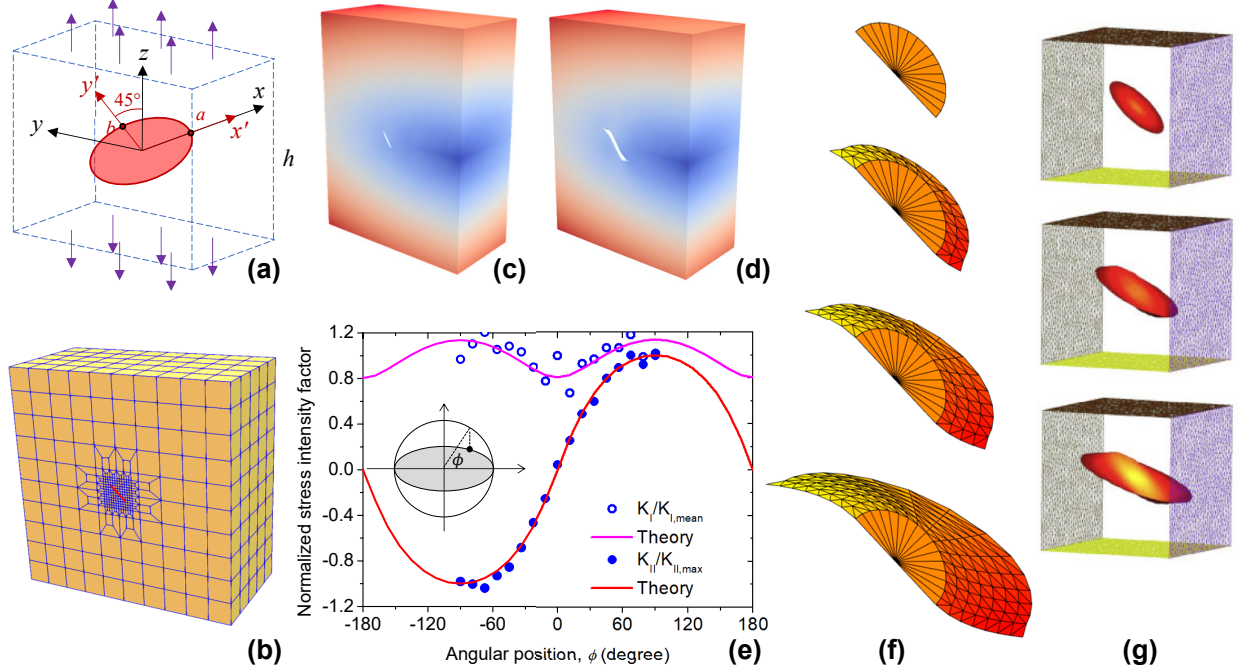 z
y′
45°
x
a
x′
b
y
h
(a)
(c)
(d)
(b)
1.2
0.8
0.4
0.0
-0.4
-0.8
-1.2
Normalized stress intensity factor
ϕ
K_I/K_I,mean
Theory
K_II/K_II,max
Theory
-180
-120
-60
0
60
120
180
Angular position, ϕ (degree)
(e)
(f)
(g)